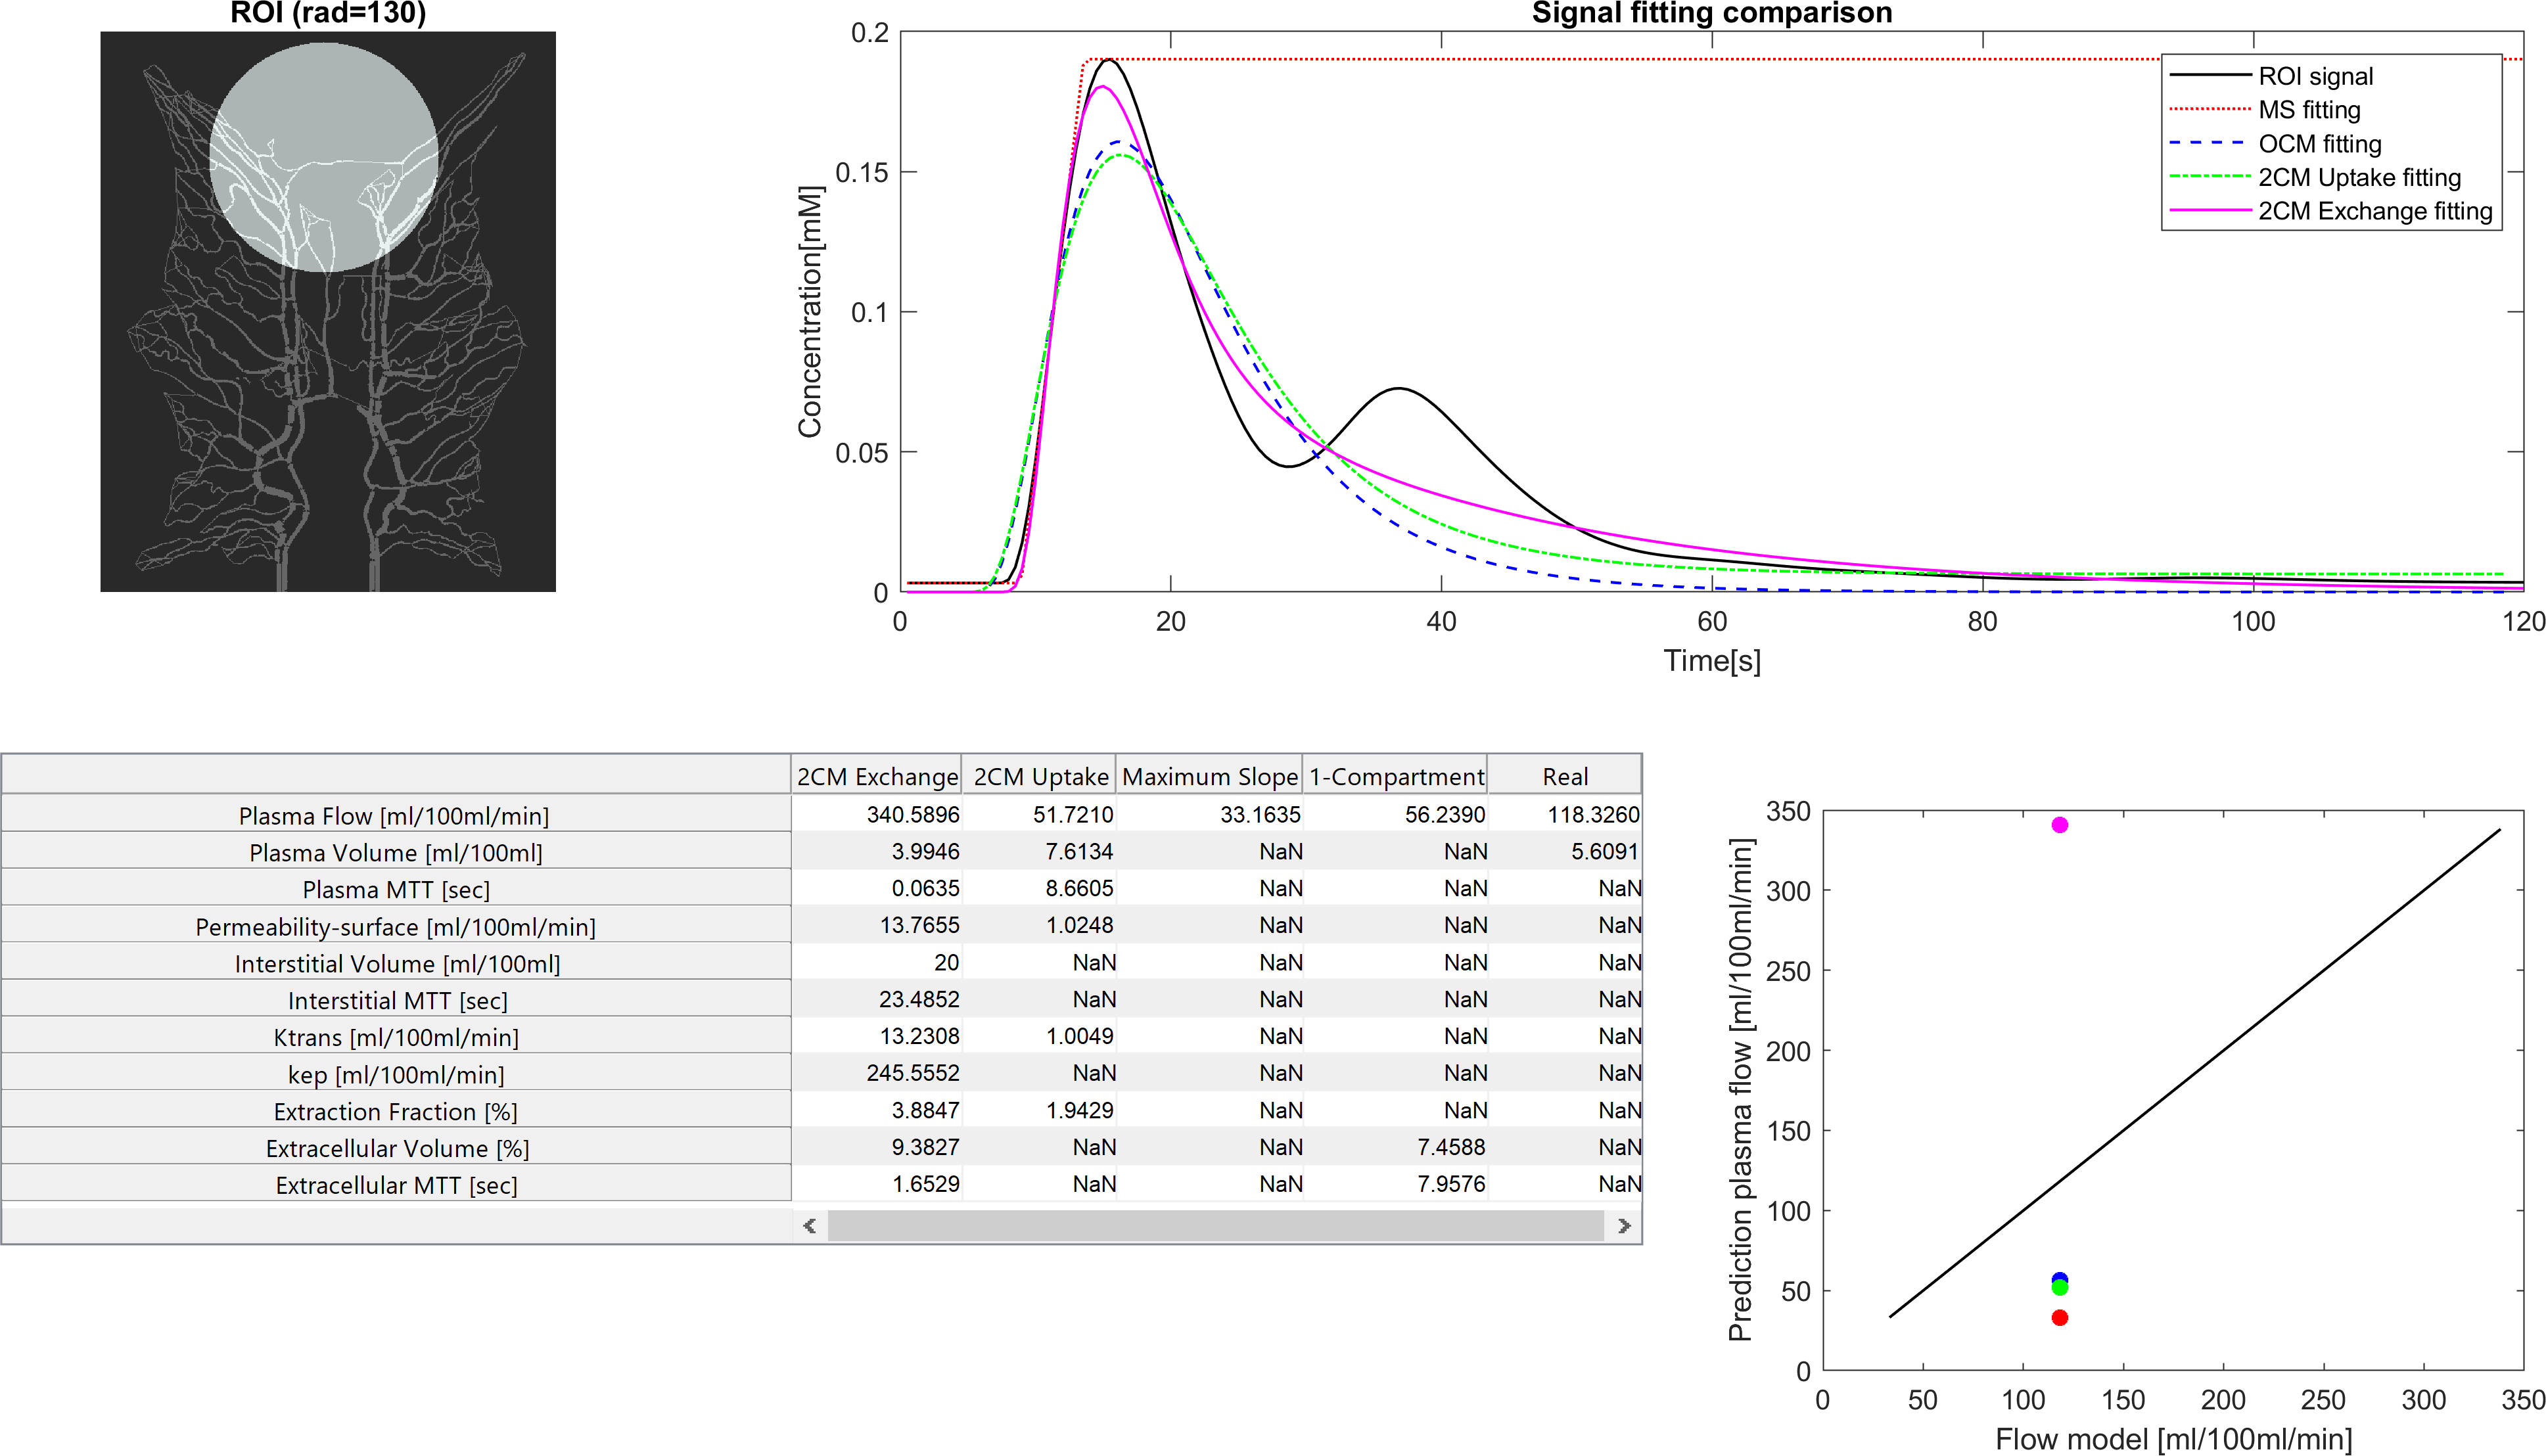 ROI (rad=130)
Signal fitting comparison
0.2
0.15
0.1
0.05
0
Concentration[mM]
0 20 40 60 80 100 120
Time[s]
ROI signal
MS fitting
OCM fitting
2CM Uptake fitting
2CM Exchange fitting
2CM Exchange 2CM Uptake Maximum Slope 1-Compartment Real
Plasma Flow [ml/100ml/min] 340.5896 51.7210 33.1635 56.2390 118.3260
Plasma Volume [ml/100ml] 3.9946 7.6134 NaN NaN 5.6091
Plasma MTT [sec] 0.0635 8.6605 NaN NaN NaN
Permeability-surface [ml/100ml/min] 13.7655 1.0248 NaN NaN NaN
Interstitial Volume [ml/100ml] 20 NaN NaN NaN NaN
Interstitial MTT [sec] 23.4852 NaN NaN NaN NaN
Ktrans [ml/100ml/min] 13.2308 1.0049 NaN NaN NaN
kep [ml/100ml/min] 245.5552 NaN NaN NaN NaN
Extraction Fraction [%] 3.8847 1.9429 NaN NaN NaN
Extracellular Volume [%] 9.3827 NaN NaN 7.4588 NaN
Extracellular MTT [sec] 1.6529 NaN NaN 7.9576 NaN
350
300
250
200
150
100
50
0
Prediction plasma flow [ml/100ml/min]
0 50 100 150 200 250 300 350
Flow model [ml/100ml/min]